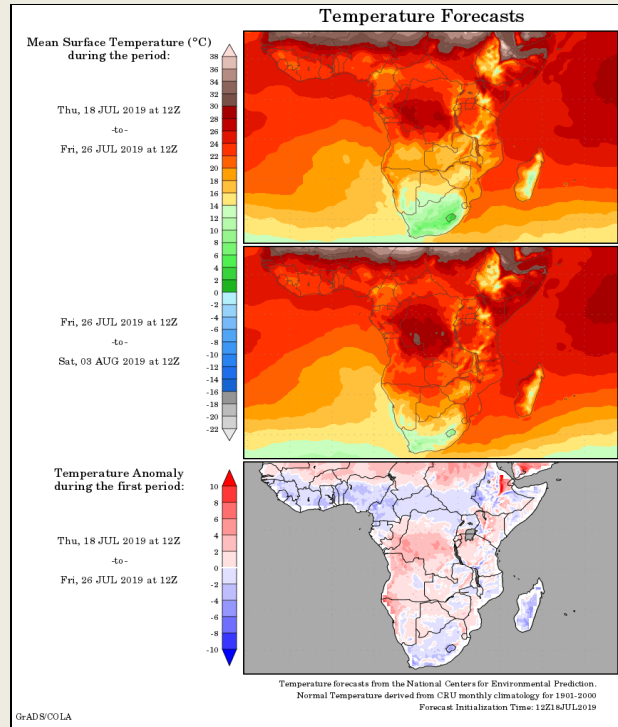 Temperature Forecasts
Mean Surface Temperature (°C)
during the period:
Thu, 18 JUL 2019 at 12Z
-to-
Fri, 26 JUL 2019 at 12Z
38
36
34
32
30
28
26
24
22
20
18
16
14
12
10
8
6
4
2
0
-2
-4
-6
-8
-10
-12
-14
-16
-18
-20
-22
Fri, 26 JUL 2019 at 12Z
-to-
Sat, 03 AUG 2019 at 12Z
Temperature Anomaly
during the first period:
Thu, 18 JUL 2019 at 12Z
-to-
Fri, 26 JUL 2019 at 12Z
10
8
6
4
2
0
-2
-4
-6
-8
-10
Temperature forecasts from the National Centers for Environmental Prediction.
Normal Temperature derived from CRU monthly climatology for 1901-2000
Forecast Initialization Time: 12Z18JUL2019
GrADS/COLA